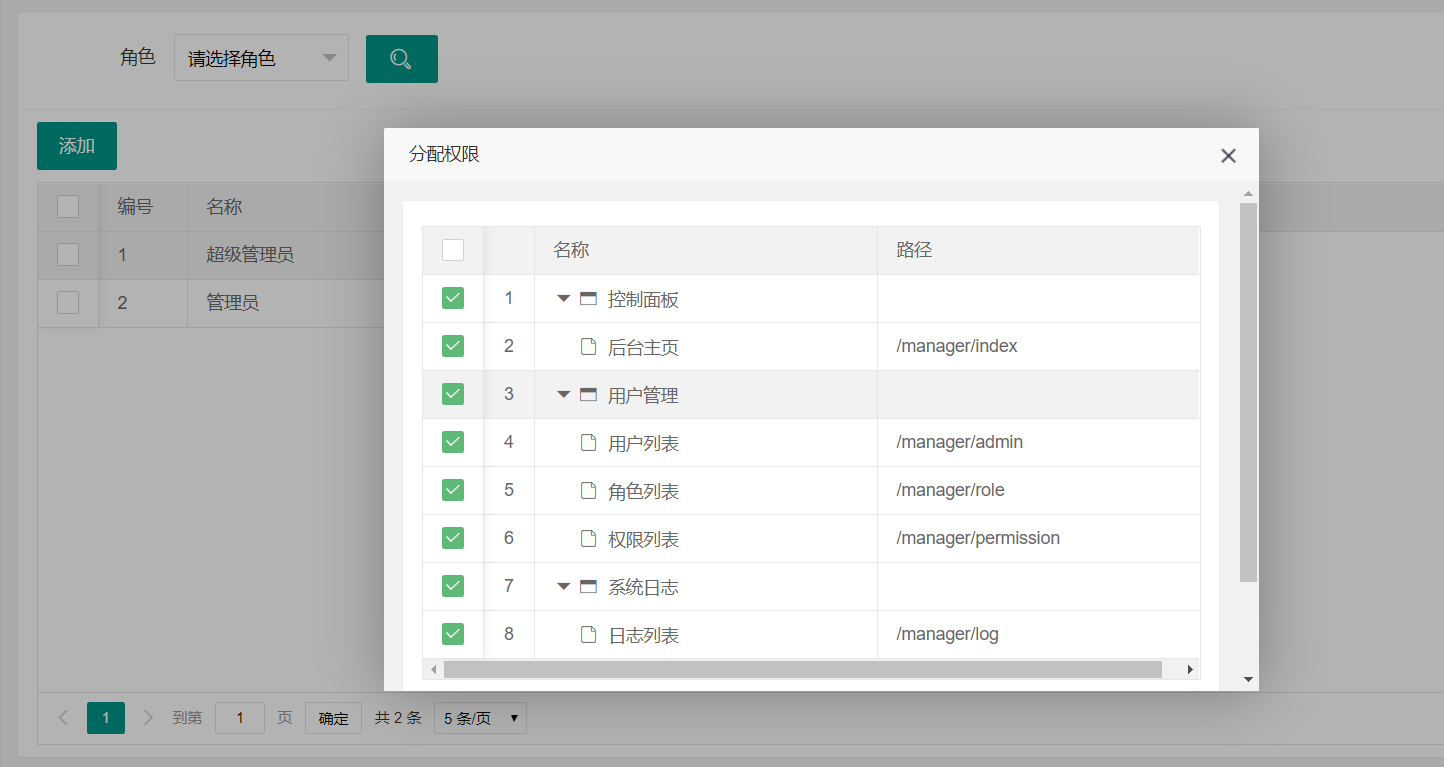 角色 请选择角色
添加
编号 名称
1 超级管理员
2 管理员
分配权限
名称 路径
1 控制面板
2 后台主页 /manager/index
3 用户管理
4 用户列表 /manager/admin
5 角色列表 /manager/role
6 权限列表 /manager/permission
7 系统日志
8 日志列表 /manager/log
1 到第 1 页 确定 共 2 条 5 条/页